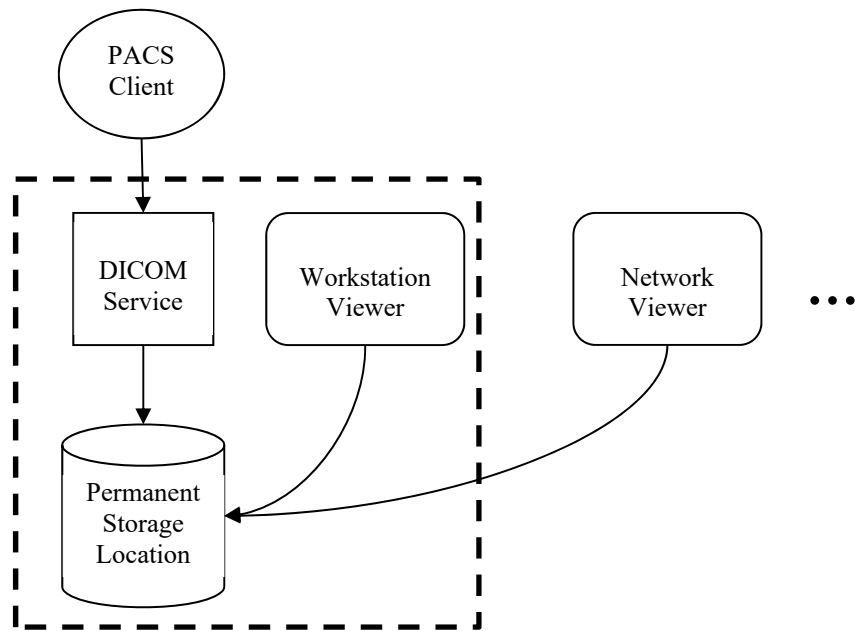 PACS
Client
DICOM
Service
Workstation
Viewer
Network
Viewer
...
Permanent
Storage
Location